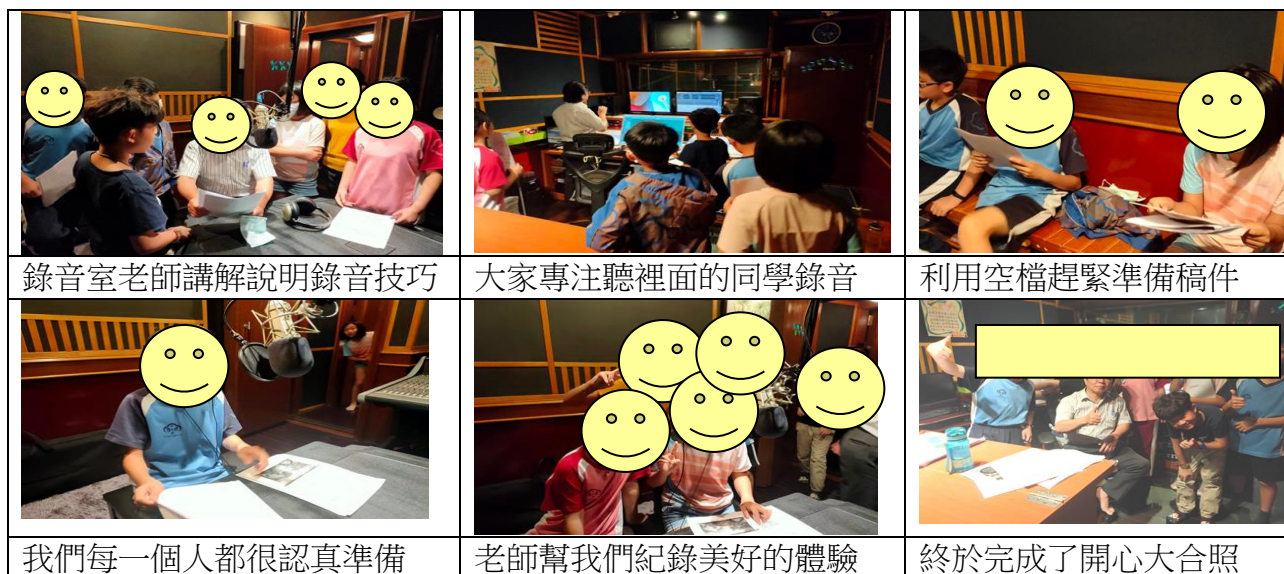 錄音室老師講解說明錄音技巧
大家專注聽裡面的同學錄音
利用空檔趕緊準備稿件
我們每一個人都很認真準備
老師幫我們紀錄美好的體驗
終於完成了開心大合照